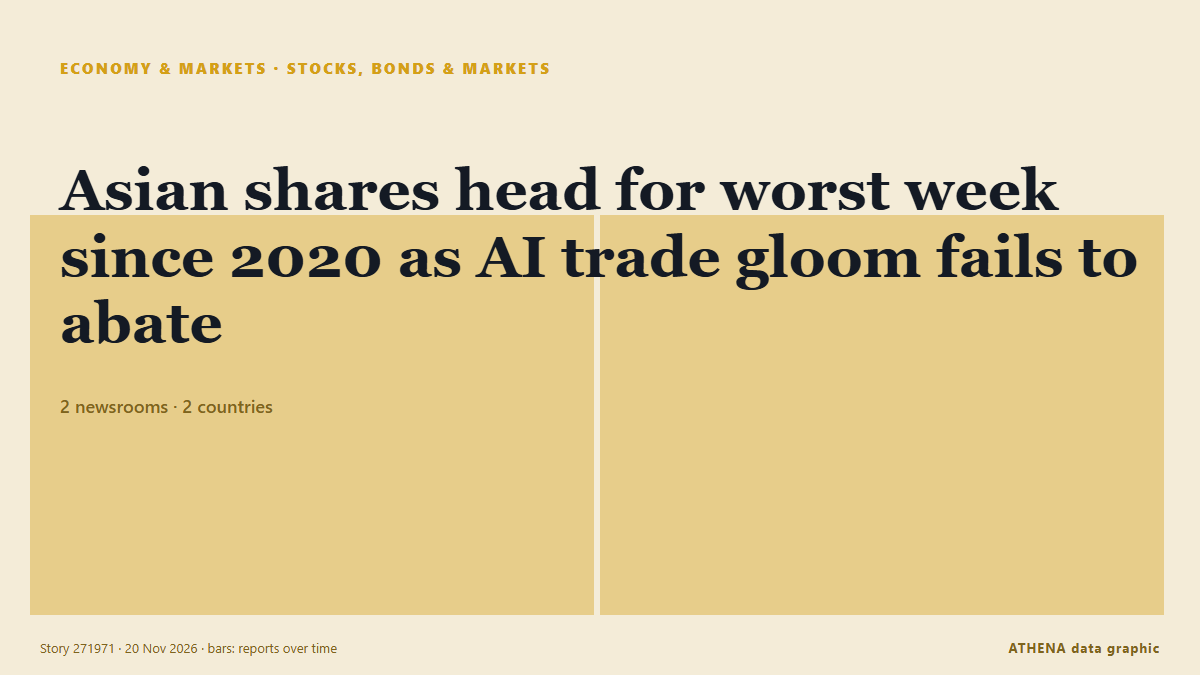 ECONOMY & MARKETS · STOCKS, BONDS & MARKETS
Asian shares head for worst week
since 2020 as AI trade gloom fails to
abate
2 newsrooms · 2 countries
Story 271971 · 20 Nov 2026 · bars: reports over time
ATHENA data graphic